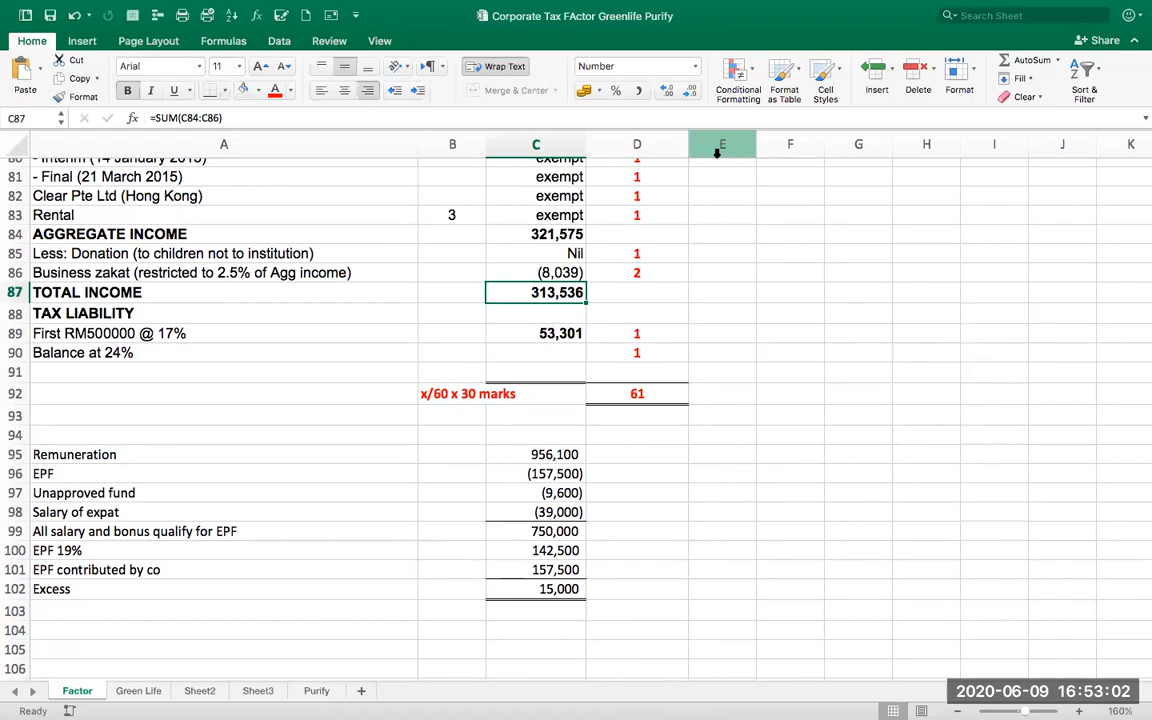 Corporate Tax FActor Greenlife Purify
Search Sheet
Home Insert Page Layout Formulas Data Review View
Share
Paste
Cut
Copy
Format
Arial 11
B I U
Wrap Text
Merge & Center
Number
Conditional Formatting
Format as Table
Cell Styles
Insert
Delete
Format
AutoSum
Fill
Clear
Sort & Filter
C87 fx =SUM(C84:C86)
A B C D E F G H I J K
80 - Interim (14 January 2015) exempt 1
81 - Final (21 March 2015) exempt 1
82 Clear Pte Ltd (Hong Kong) exempt 1
83 Rental 3 exempt 1
84 AGGREGATE INCOME 321,575
85 Less: Donation (to children not to institution) Nil 1
86 Business zakat (restricted to 2.5% of Agg income) (8,039) 2
87 TOTAL INCOME 313,536
88 TAX LIABILITY
89 First RM500000 @ 17% 53,301 1
90 Balance at 24% 1
91
92 x/60 x 30 marks 61
93
94
95 Remuneration 956,100
96 EPF (157,500)
97 Unapproved fund (9,600)
98 Salary of expat (39,000)
99 All salary and bonus qualify for EPF 750,000
100 EPF 19% 142,500
101 EPF contributed by co 157,500
102 Excess 15,000
103
104
105
106
Factor Green Life Sheet2 Sheet3 Purify +
2020-06-09 16:53:02
Ready
160%